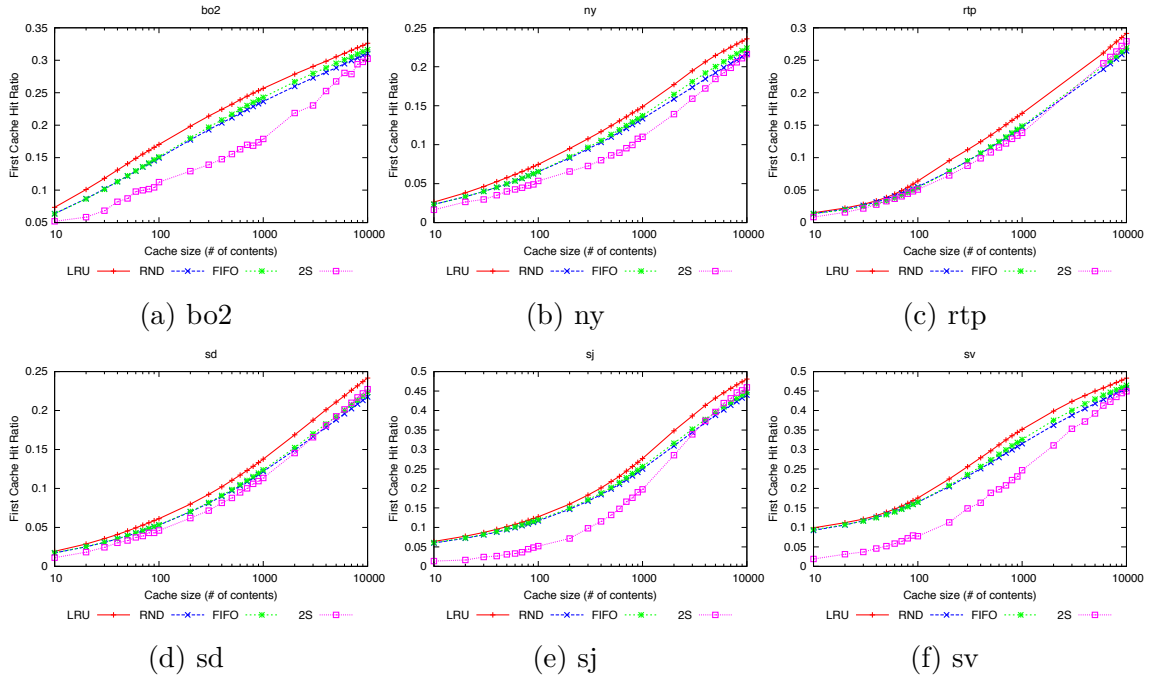 bo2
First Cache Hit Ratio
0.35
0.3
0.25
0.2
0.15
0.1
0.05
10 100 1000 10000
Cache size (# of contents)
LRU RND FIFO 2S
(a) bo2
ny
First Cache Hit Ratio
0.25
0.2
0.15
0.1
0.05
0
10 100 1000 10000
Cache size (# of contents)
LRU RND FIFO 2S
(b) ny
rtp
First Cache Hit Ratio
0.3
0.25
0.2
0.15
0.1
0.05
0
10 100 1000 10000
Cache size (# of contents)
LRU RND FIFO 2S
(c) rtp
sd
First Cache Hit Ratio
0.25
0.2
0.15
0.1
0.05
0
10 100 1000 10000
Cache size (# of contents)
LRU RND FIFO 2S
(d) sd
sj
First Cache Hit Ratio
0.5
0.45
0.4
0.35
0.3
0.25
0.2
0.15
0.1
0.05
0
10 100 1000 10000
Cache size (# of contents)
LRU RND FIFO 2S
(e) sj
sv
First Cache Hit Ratio
0.5
0.45
0.4
0.35
0.3
0.25
0.2
0.15
0.1
0.05
0
10 100 1000 10000
Cache size (# of contents)
LRU RND FIFO 2S
(f) sv